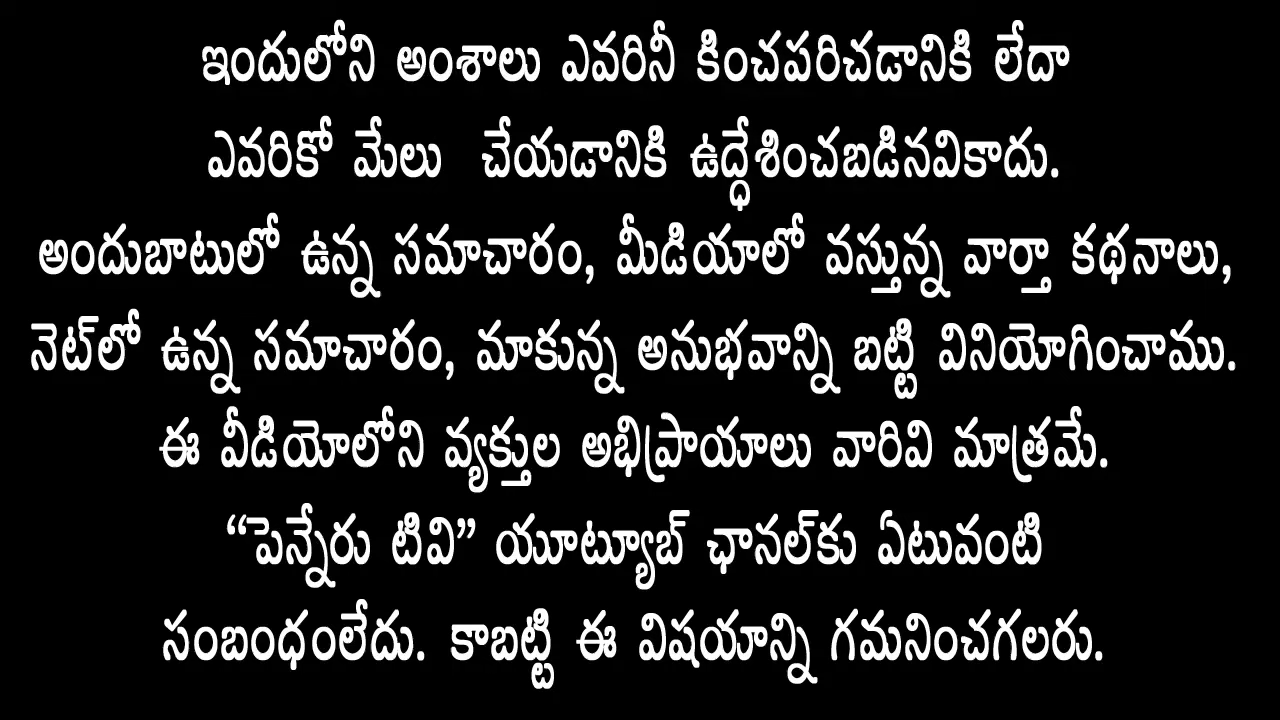 ఇందులోని అంశాలు ఎవరినీ కించపరిచడానికి లేదా
ఎవరికో మేలు చేయడానికి ఉద్ధేశించబడినవికాదు.
అందుబాటులో ఉన్న సమాచారం, మీడియాలో వస్తున్న వార్తా కథనాలు,
నెట్‌లో ఉన్న సమాచారం, మాకున్న అనుభవాన్ని బట్టి వినియోగించాము.
ఈ వీడియోలోని వ్యక్తుల అభిప్రాయాలు వారివి మాత్రమే.
“పెన్నేరు టివి” యూట్యూబ్ ఛానల్‌కు ఏటువంటి
సంబంధంలేదు. కాబట్టి ఈ విషయాన్ని గమనించగలరు.